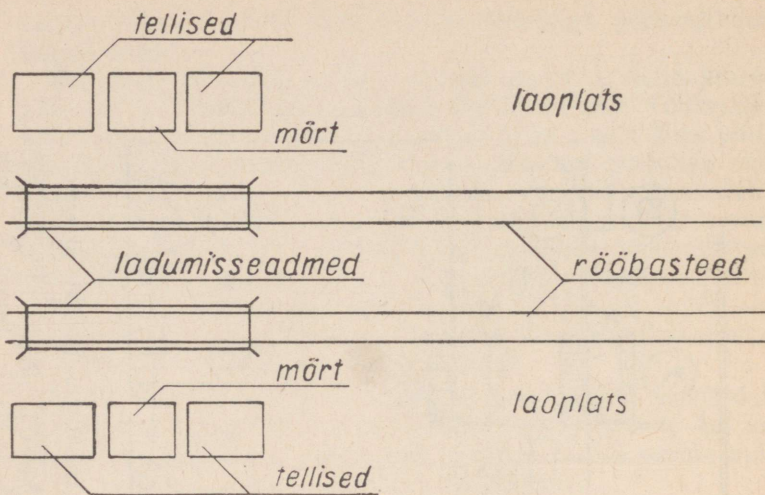 tellised
laoplats
mört
ladumisseadmed
rööbasteed
mört
laoplats
tellised